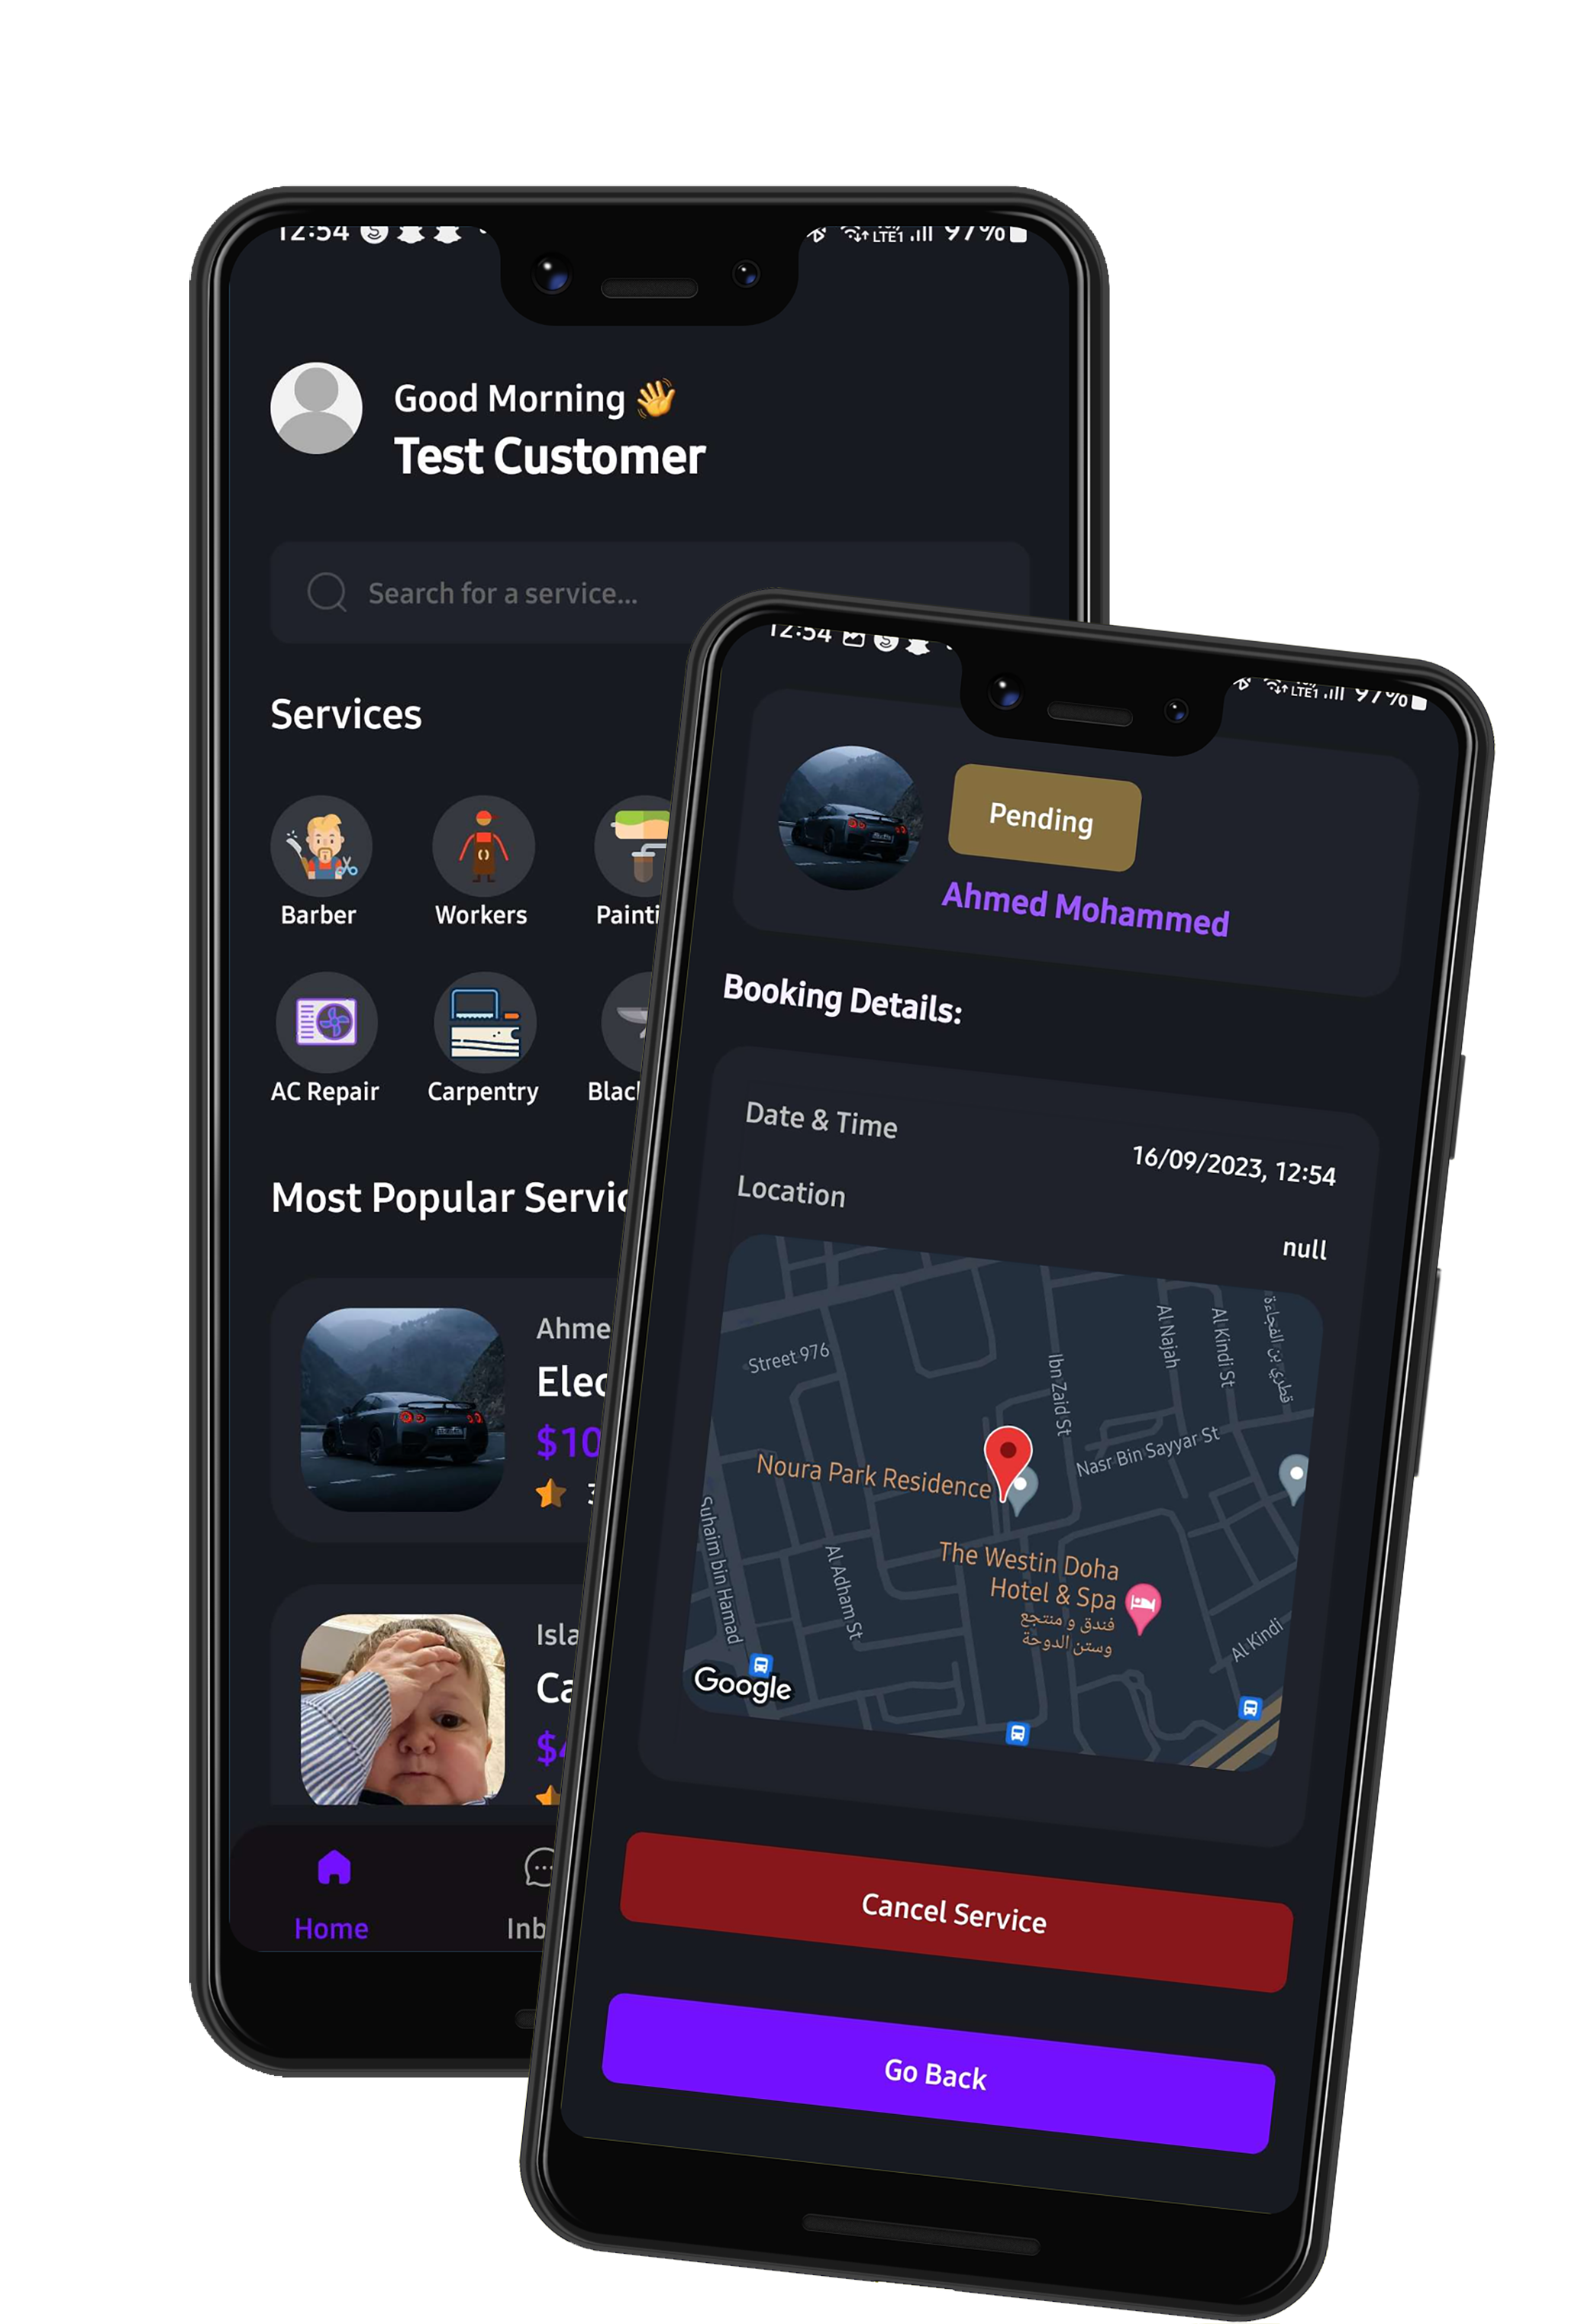 12:54
LTE1 97%
Good Morning 👋
Test Customer
Search for a service...
Services
Barber
Workers
Painti
AC Repair
Carpentry
Blac
Most Popular Servic
Ahme
Elec
$10
Isla
Ca
$4
Home
Inb
12:54
LTE1 97%
Pending
Ahmed Mohammed
Booking Details:
Date & Time
16/09/2023, 12:54
Location
null
Street 976
Ibn Zaid St
Al Najah
Al Kindi St
قطري بن الفجاءة
Nasr Bin Sayyar St
Noura Park Residence
Suhaim bin Hamad
Al Adham St
The Westin Doha
Hotel & Spa
فندق و منتجع
وستن الدوحة
Al Kindi
Google
Cancel Service
Go Back